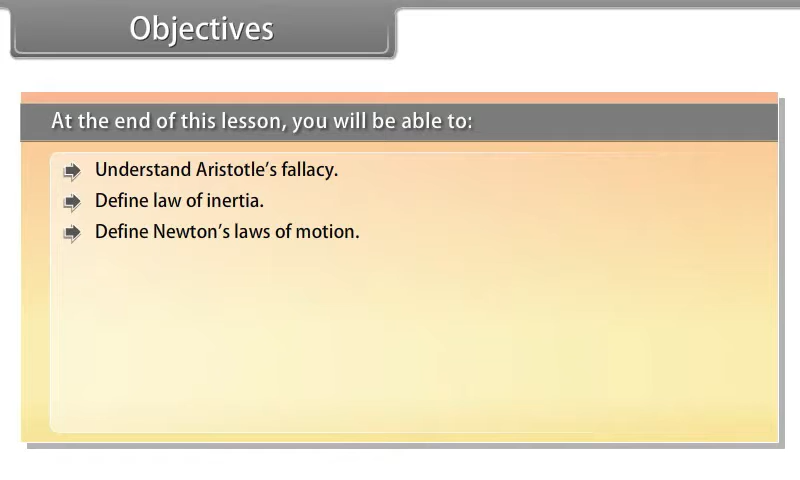 Objectives
At the end of this lesson, you will be able to:
Understand Aristotle's fallacy.
Define law of inertia.
Define Newton's laws of motion.